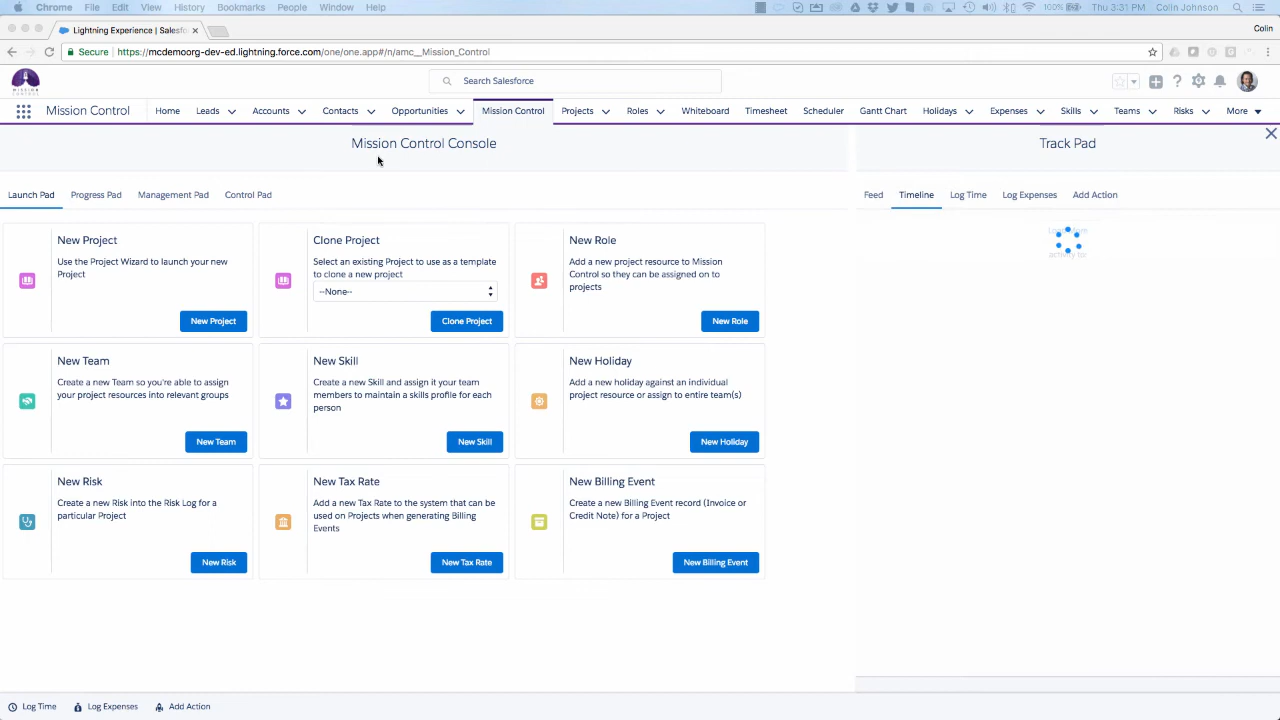 Chrome File Edit View History Bookmarks People Window Help 100% Thu 3:31 PM Colin Johnson
Lightning Experience | Salesfo Colin
Secure https://mcdemoorg-dev-ed.lightning.force.com/one/one.app#/n/amc__Mission_Control
Search Salesforce
Mission Control Home Leads Accounts Contacts Opportunities Mission Control Projects Roles Whiteboard Timesheet Scheduler Gantt Chart Holidays Expenses Skills Teams Risks More
Mission Control Console
Launch Pad Progress Pad Management Pad Control Pad
New Project
Use the Project Wizard to launch your new
Project
New Project
Clone Project
Select an existing Project to use as a template
to clone a new project
--None--
Clone Project
New Role
Add a new project resource to Mission
Control so they can be assigned on to
projects
New Role
New Team
Create a new Team so you're able to assign
your project resources into relevant groups
New Team
New Skill
Create a new Skill and assign it your team
members to maintain a skills profile for each
person
New Skill
New Holiday
Add a new holiday against an individual
project resource or assign to entire team(s)
New Holiday
New Risk
Create a new Risk into the Risk Log for a
particular Project
New Risk
New Tax Rate
Add a new Tax Rate to the system that can be
used on Projects when generating Billing
Events
New Tax Rate
New Billing Event
Create a new Billing Event record (Invoice or
Credit Note) for a Project
New Billing Event
Track Pad
Feed Timeline Log Time Log Expenses Add Action
activity to:
Log Time Log Expenses Add Action